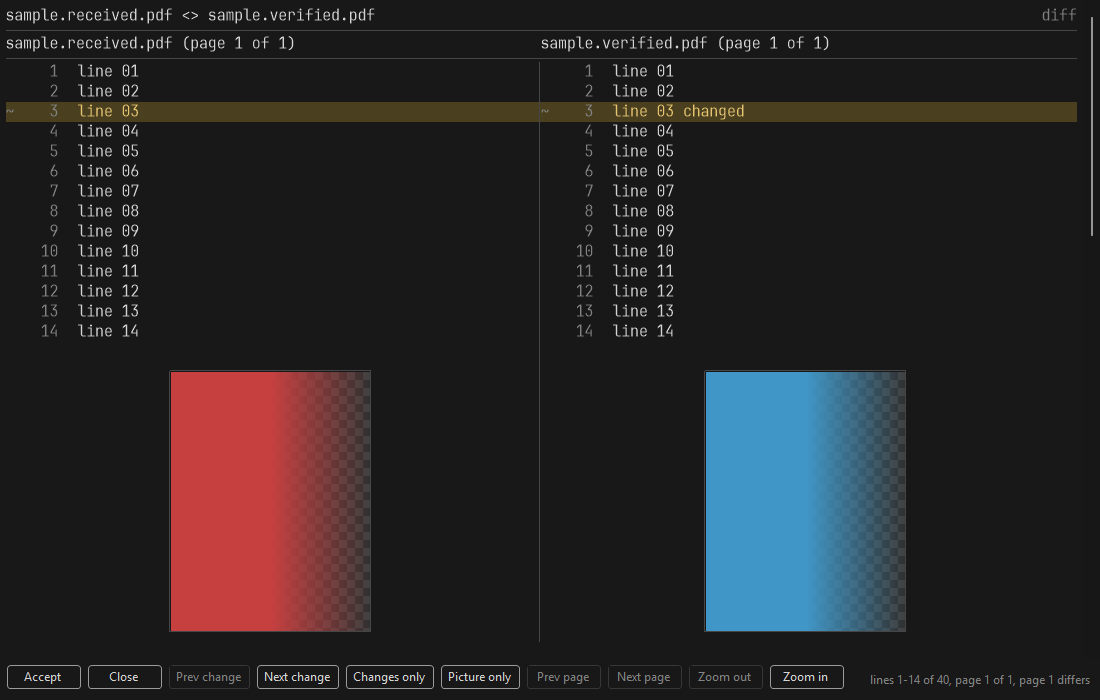 sample.received.pdf <> sample.verified.pdf diff
sample.received.pdf (page 1 of 1) sample.verified.pdf (page 1 of 1)
1 line 01 1 line 01
2 line 02 2 line 02
~ 3 line 03 ~ 3 line 03 changed
4 line 04 4 line 04
5 line 05 5 line 05
6 line 06 6 line 06
7 line 07 7 line 07
8 line 08 8 line 08
9 line 09 9 line 09
10 line 10 10 line 10
11 line 11 11 line 11
12 line 12 12 line 12
13 line 13 13 line 13
14 line 14 14 line 14
Accept Close Prev change Next change Changes only Picture only Prev page Next page Zoom out Zoom in lines 1-14 of 40, page 1 of 1, page 1 differs